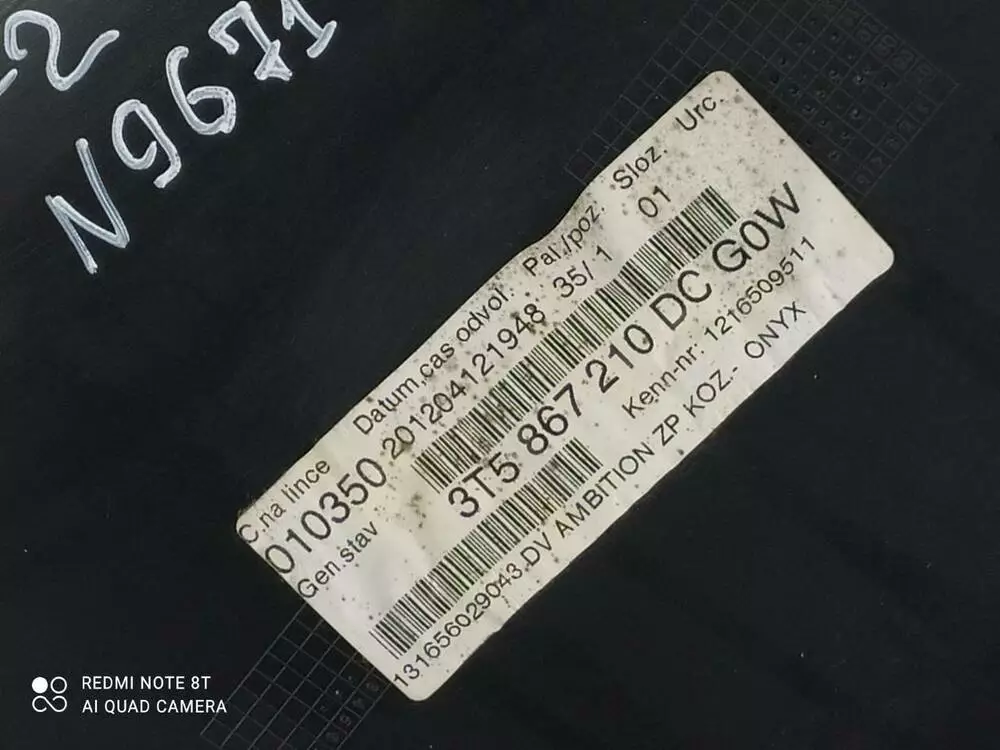 -2
N9671
C.na lince Datum,cas odvol Pal./poz Sloz. Urc.
010350 201204121948 35/ 1 01
Gen.stav
3T5 867 210 DC G0W
Kenn-nr: 1216509511
131656029043 DV AMBITION ZP KOZ.- ONYX
REDMI NOTE 8T
AI QUAD CAMERA